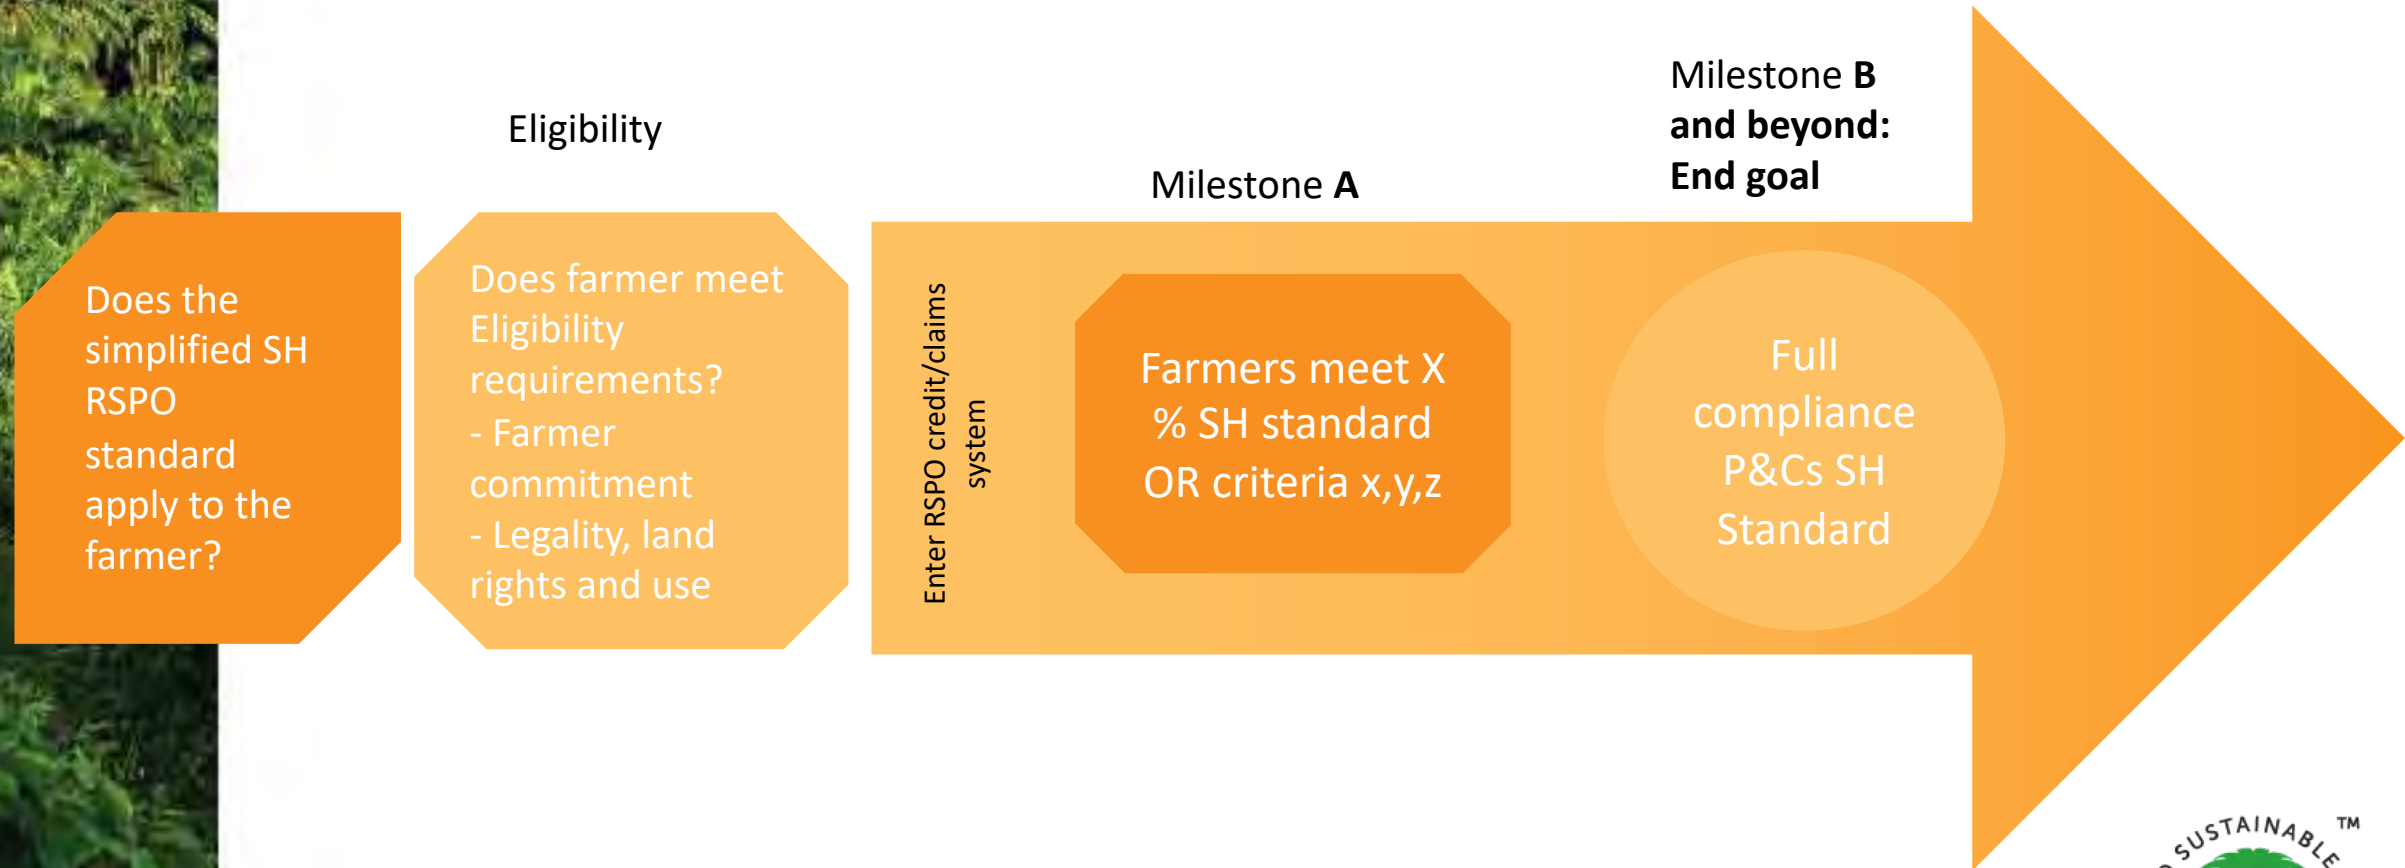 Eligibility
Milestone A
Milestone B
and beyond:
End goal
Does the
simplified SH
RSPO
standard
apply to the
farmer?
Does farmer meet
Eligibility
requirements?
- Farmer
commitment
- Legality, land
rights and use
Enter RSPO credit/claims
system
Farmers meet X
% SH standard
OR criteria x,y,z
Full
compliance
P&Cs SH
Standard
SUSTAINABLE TM